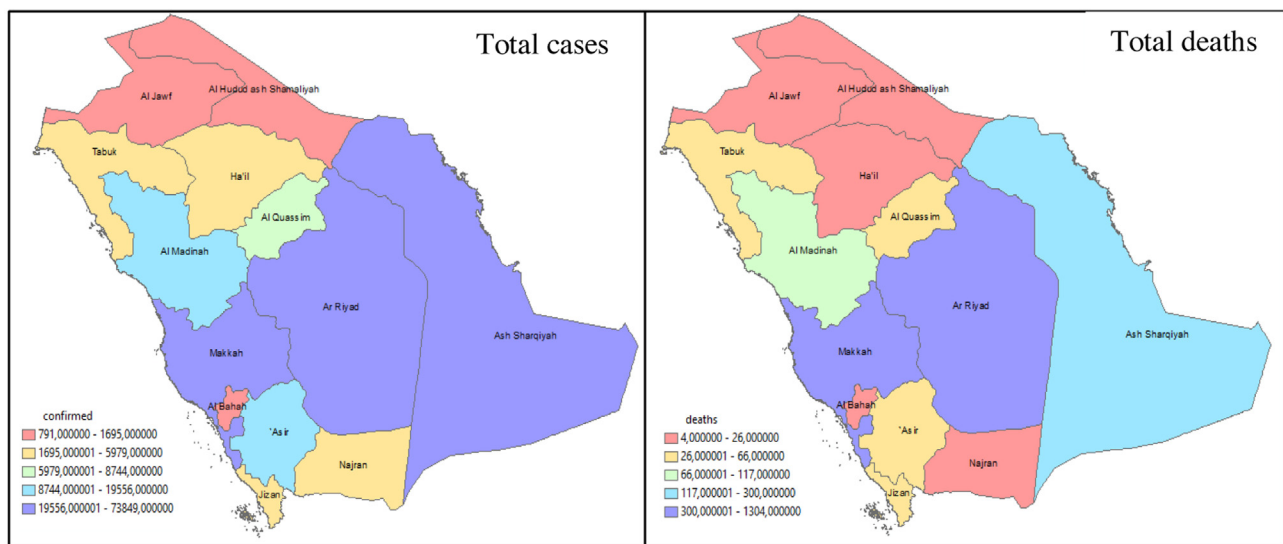 Total cases
Al Jawf
Al Hudud ash Shamaliyah
Tabuk
Ha'il
Al Quassim
Al Madinah
Ar Riyad
Ash Sharqiyah
Makkah
Al Bahah
'Asir
Najran
Jizan
confirmed
791,000000 - 1695,000000
1695,000001 - 5979,000000
5979,000001 - 8744,000000
8744,000001 - 19556,000000
19556,000001 - 73849,000000
Total deaths
Al Jawf
Al Hudud ash Shamaliyah
Tabuk
Ha'il
Al Quassim
Al Madinah
Ar Riyad
Ash Sharqiyah
Makkah
Al Bahah
'Asir
Najran
Jizan
deaths
4,000000 - 26,000000
26,000001 - 66,000000
66,000001 - 117,000000
117,000001 - 300,000000
300,000001 - 1304,000000